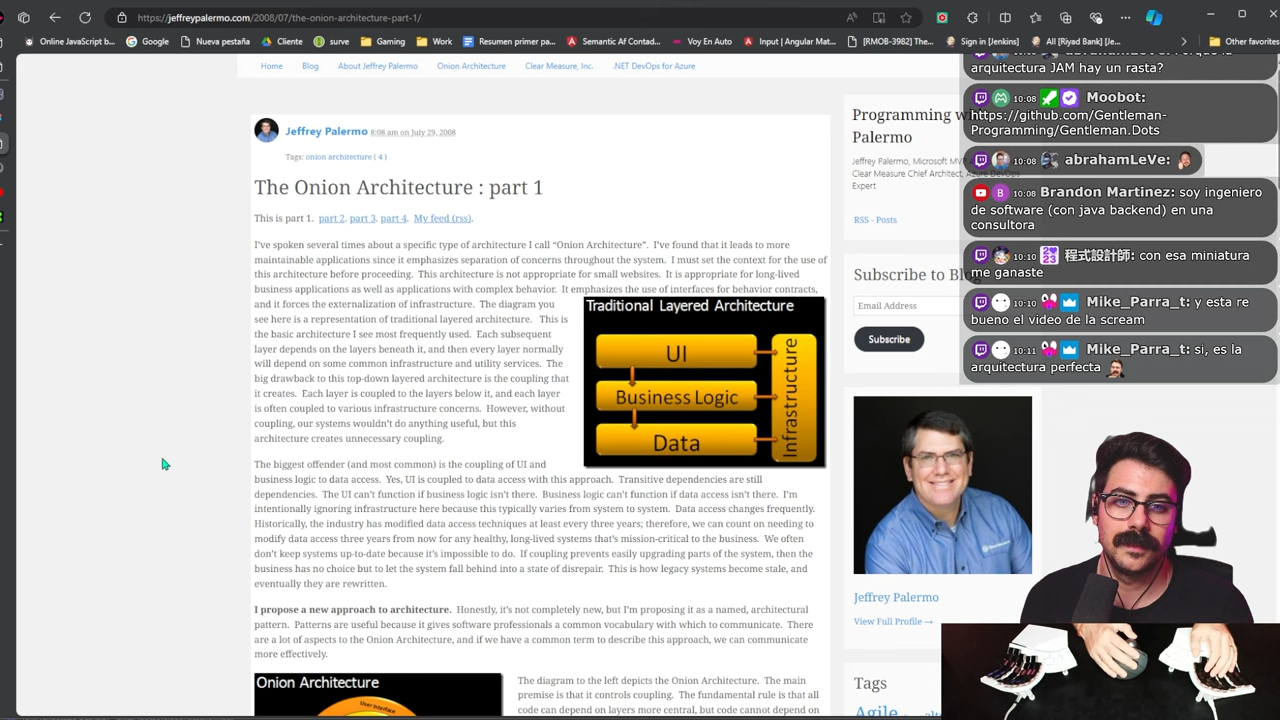 https://jeffreypalermo.com/2008/07/the-onion-architecture-part-1/
Online JavaScript b...
Google
Nueva pestaña
Cliente
surve
Gaming
Work
Resumen primer pa...
Semantic Af Contad...
Voy En Auto
Input | Angular Mat...
[RMOB-3982] The...
Sign in [Jenkins]
[All (Riyad Bank) [Je...
Other favorites
Home
Blog
About Jeffrey Palermo
Onion Architecture
Clear Measure, Inc.
.NET DevOps for Azure
Jeffrey Palermo 8:08 am on July 29, 2008
Tags: onion architecture ( 4 )
The Onion Architecture : part 1
This is part 1. part 2. part 3. part 4. My feed (rss).
I've spoken several times about a specific type of architecture I call “Onion Architecture”. I've found that it leads to more
maintainable applications since it emphasizes separation of concerns throughout the system. I must set the context for the use of
this architecture before proceeding. This architecture is not appropriate for small websites. It is appropriate for long-lived
business applications as well as applications with complex behavior. It emphasizes the use of interfaces for behavior contracts,
and it forces the externalization of infrastructure. The diagram you
see here is a representation of traditional layered architecture. This is
the basic architecture I see most frequently used. Each subsequent
layer depends on the layers beneath it, and then every layer normally
will depend on some common infrastructure and utility services. The
big drawback to this top-down layered architecture is the coupling that
it creates. Each layer is coupled to the layers below it, and each layer
is often coupled to various infrastructure concerns. However, without
coupling, our systems wouldn't do anything useful, but this
architecture creates unnecessary coupling.
Traditional Layered Architecture
UI
Business Logic
Data
Infrastructure
The biggest offender (and most common) is the coupling of UI and
business logic to data access. Yes, UI is coupled to data access with this approach. Transitive dependencies are still
dependencies. The UI can't function if business logic isn't there. Business logic can't function if data access isn't there. I'm
intentionally ignoring infrastructure here because this typically varies from system to system. Data access changes frequently.
Historically, the industry has modified data access techniques at least every three years; therefore, we can count on needing to
modify data access three years from now for any healthy, long-lived systems that's mission-critical to the business. We often
don't keep systems up-to-date because it's impossible to do. If coupling prevents easily upgrading parts of the system, then the
business has no choice but to let the system fall behind into a state of disrepair. This is how legacy systems become stale, and
eventually they are rewritten.
I propose a new approach to architecture. Honestly, it's not completely new, but I'm proposing it as a named, architectural
pattern. Patterns are useful because it gives software professionals a common vocabulary with which to communicate. There
are a lot of aspects to the Onion Architecture, and if we have a common term to describe this approach, we can communicate
more effectively.
Onion Architecture
User Interface
The diagram to the left depicts the Onion Architecture. The main
premise is that it controls coupling. The fundamental rule is that all
code can depend on layers more central, but code cannot depend on
Programming w
Palermo
Jeffrey Palermo, Microsoft MVP
Clear Measure Chief Architect, Azure DevOps
Expert
RSS - Posts
Subscribe to Blog
Email Address
Subscribe
Jeffrey Palermo
View Full Profile →
Tags
Agile
arquitectura JAM hay un rasta?
10:08 Moobot:
https://github.com/Gentleman-
Programming/Gentleman.Dots
10:08 abrahamLeVe:
10:08 Brandon Martinez: soy ingeniero
de software (con java backend) en una
consultora
10:10 23 程式設計師: con esa miniatura
me ganaste
10:10 Mike_Parra_t: y esta re
bueno el video de la scream
10:11 Mike_Parra_t: si, es la
arquitectura perfecta